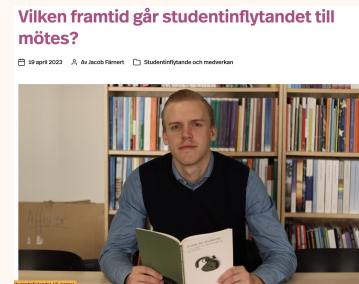 Vilken framtid går studentinflytandet till
mötes?
19 april 2023 Av Jacob Färnert Studentinflytande och medverkan